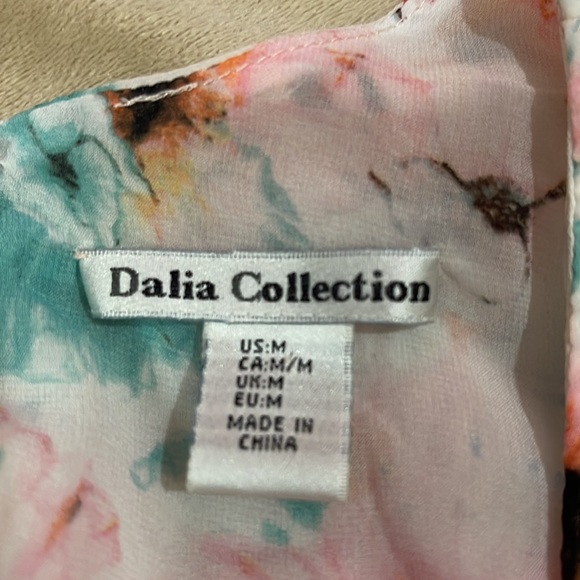 Dalia Collection
US:M
CA:M/M
UK:M
EU:M
MADE IN
CHINA